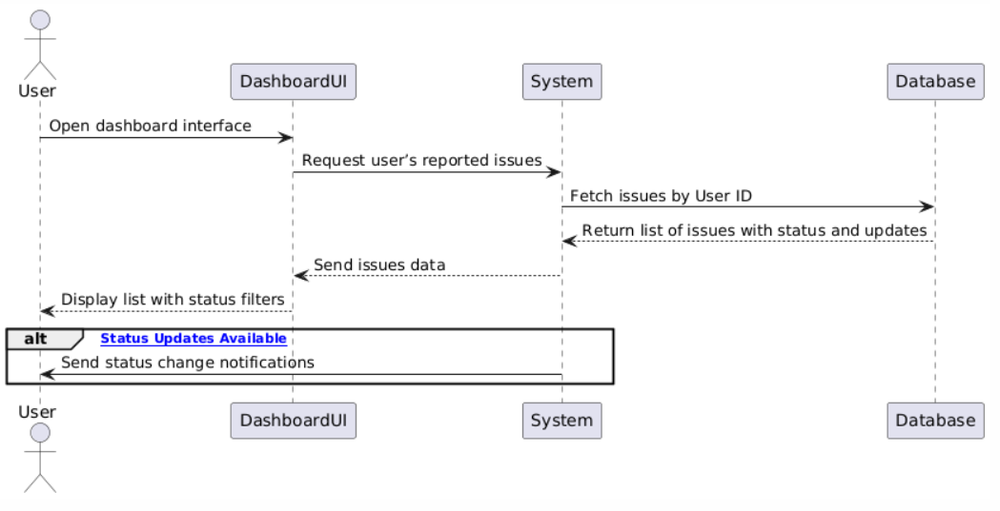 User
DashboardUI
System
Database
Open dashboard interface
Request user’s reported issues
Fetch issues by User ID
Return list of issues with status and updates
Send issues data
Display list with status filters
alt
Status Updates Available
Send status change notifications
User
DashboardUI
System
Database